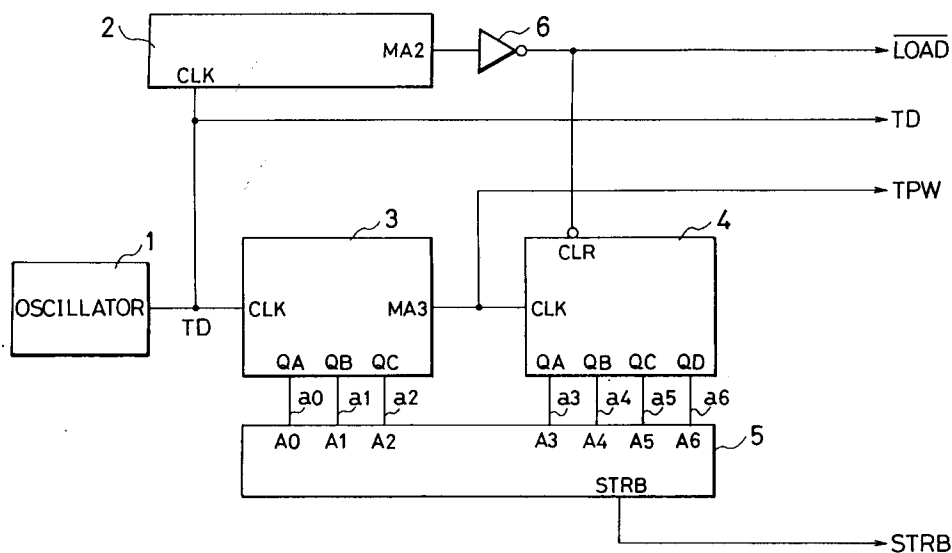 2
6
MA2
LOAD
CLK
TD
TPW
3
4
1
CLR
OSCILLATOR
TD
CLK
MA3
CLK
QA QB QC
QA QB QC QD
a0 a1 a2
a3 a4 a5 a6
A0 A1 A2
A3 A4 A5 A6
5
STRB
STRB